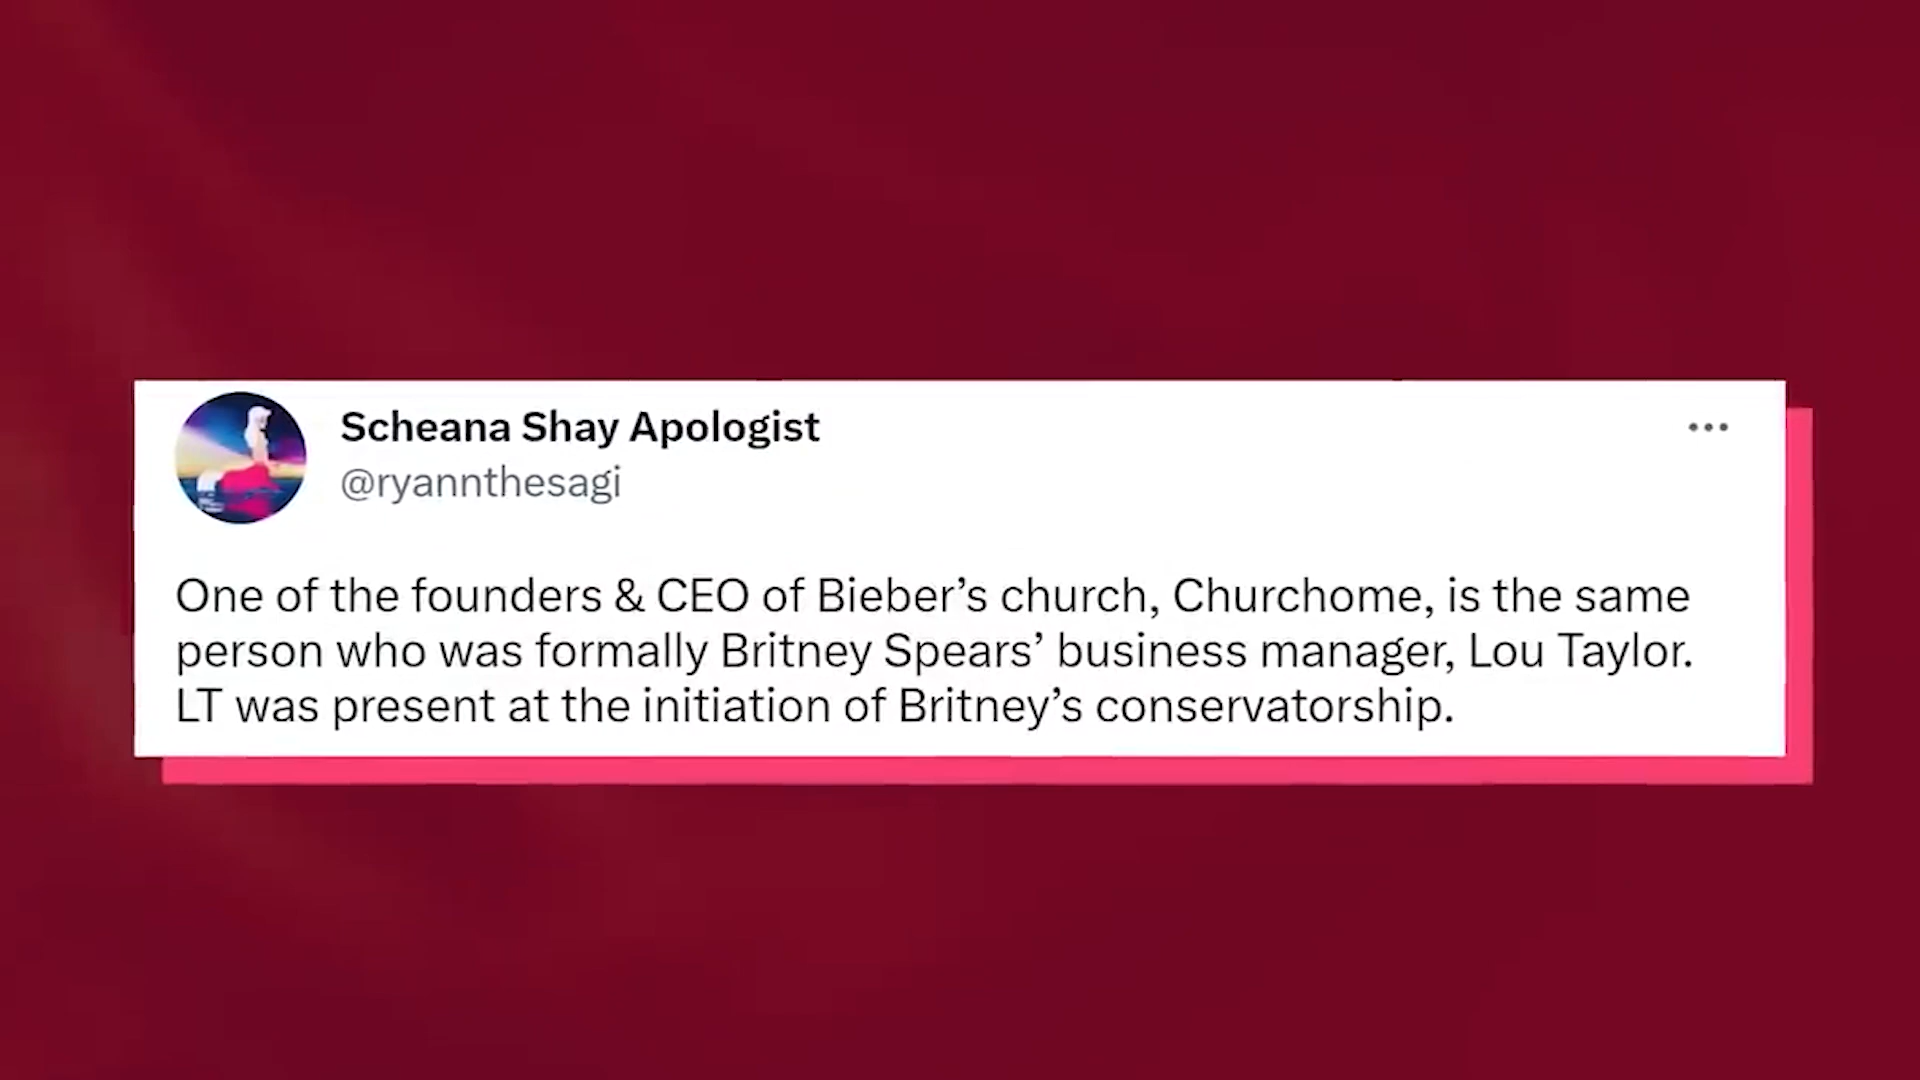 Scheana Shay Apologist
@ryannthesagi
One of the founders & CEO of Bieber’s church, Churchome, is the same
person who was formally Britney Spears’ business manager, Lou Taylor.
LT was present at the initiation of Britney’s conservatorship.